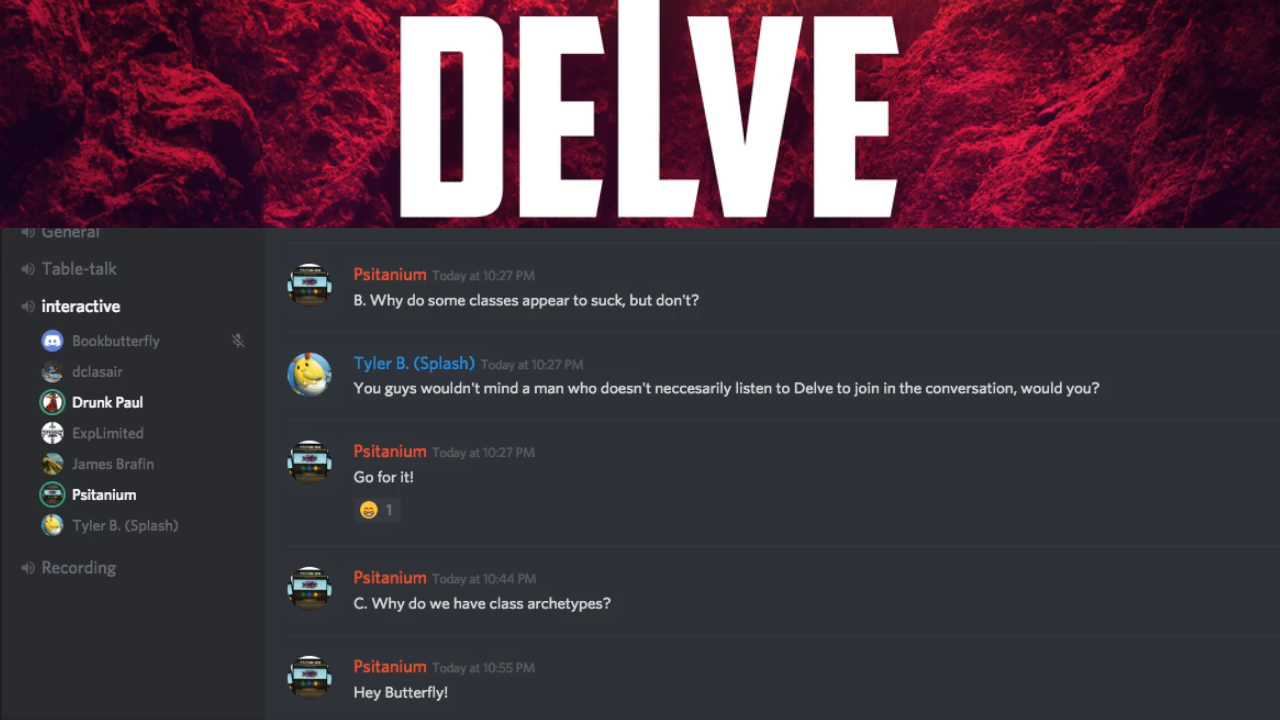 DELVE
General
Table-talk
interactive
Bookbutterfly
dclasair
Drunk Paul
ExpLimited
James Brafin
Psitanium
Tyler B. (Splash)
Recording
Psitanium Today at 10:27 PM
B. Why do some classes appear to suck, but don't?
Tyler B. (Splash) Today at 10:27 PM
You guys wouldn't mind a man who doesn't neccesarily listen to Delve to join in the conversation, would you?
Psitanium Today at 10:27 PM
Go for it!
1
Psitanium Today at 10:44 PM
C. Why do we have class archetypes?
Psitanium Today at 10:55 PM
Hey Butterfly!